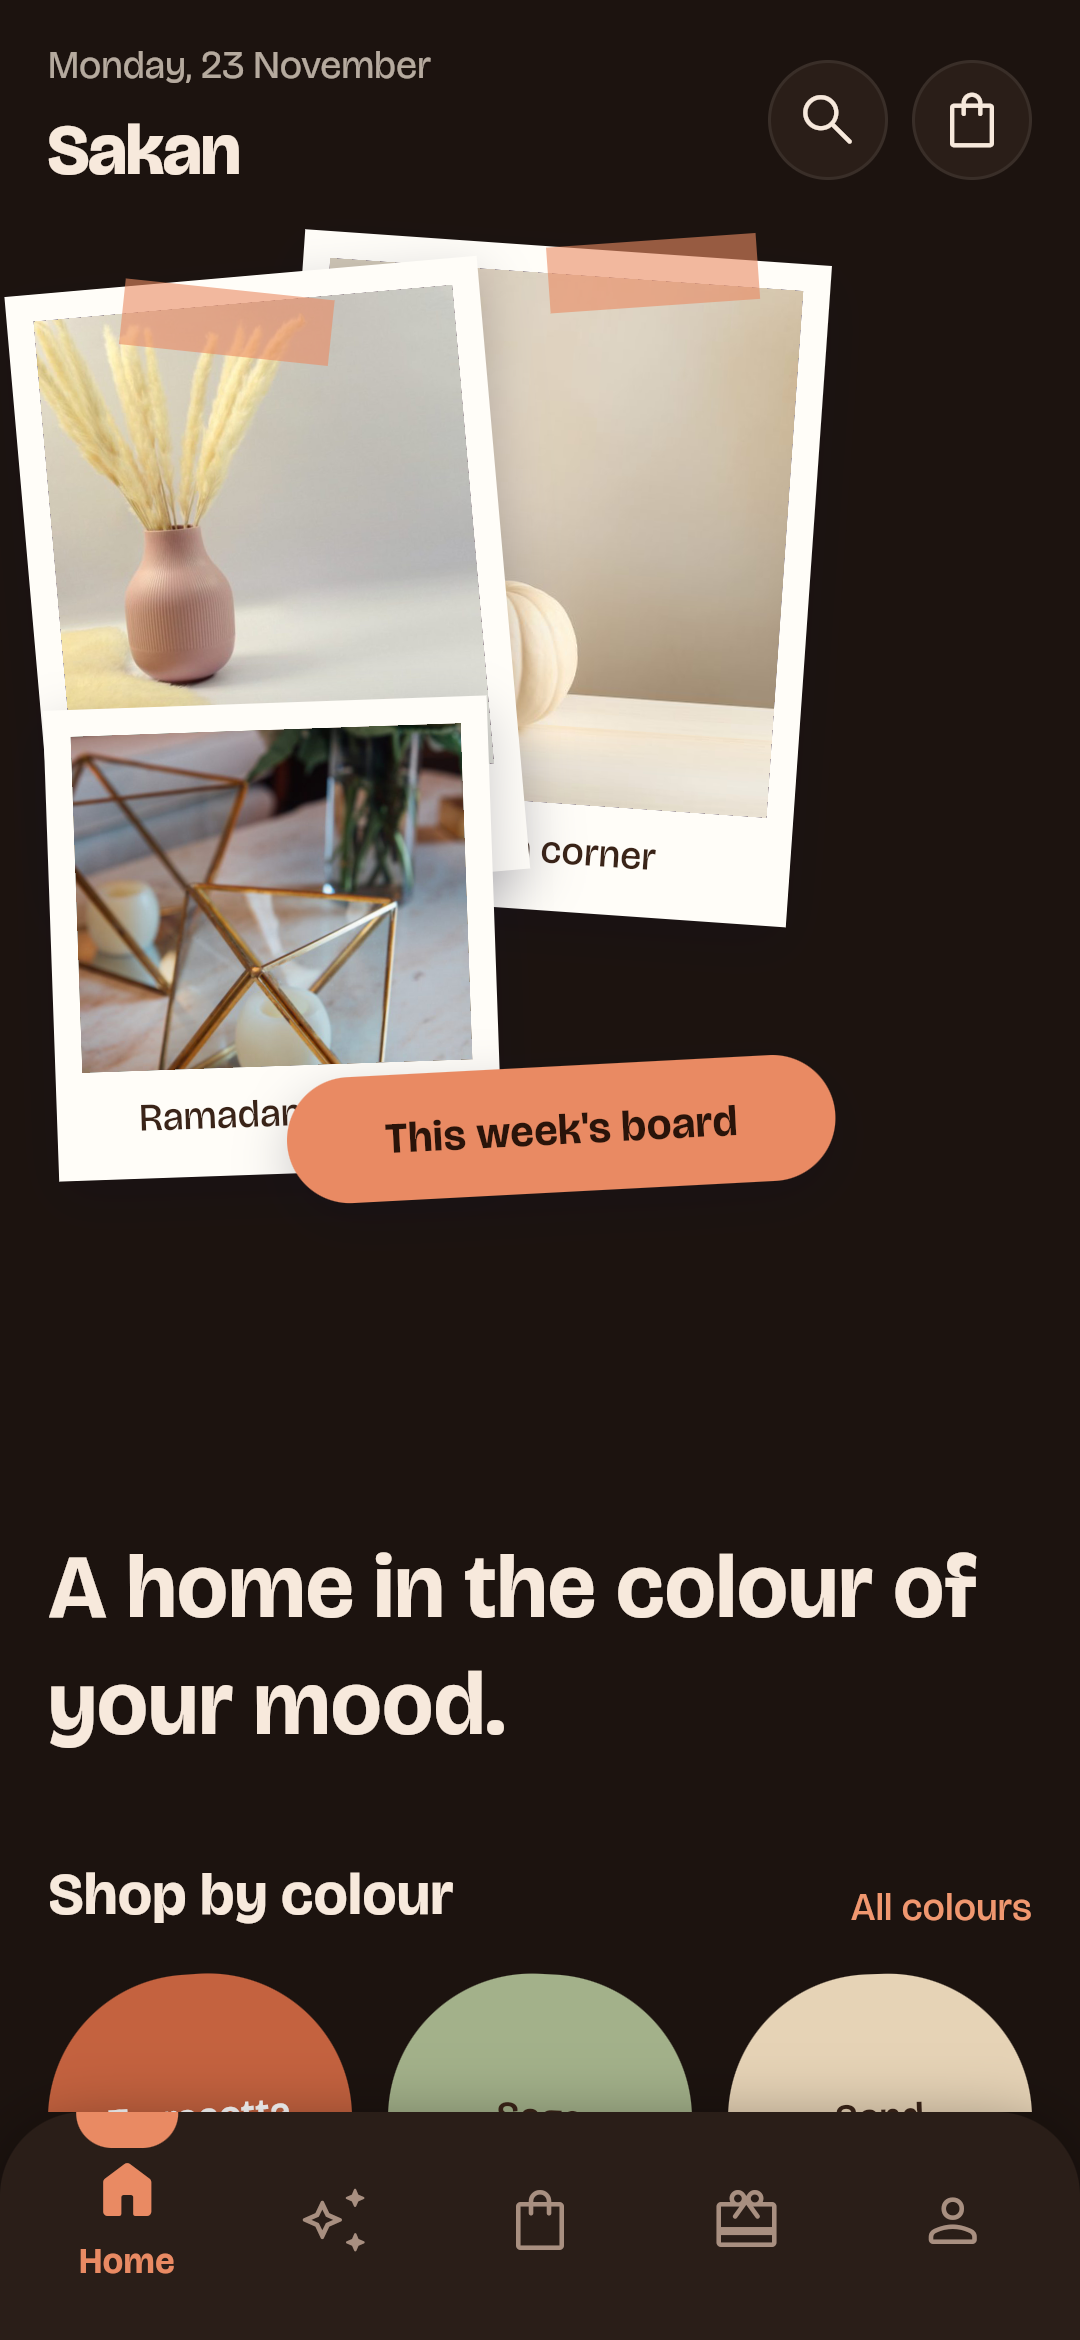 Monday, 23 November
Sakan
corner
This week's board
A home in the colour of
your mood.
Shop by colour
All colours
Home